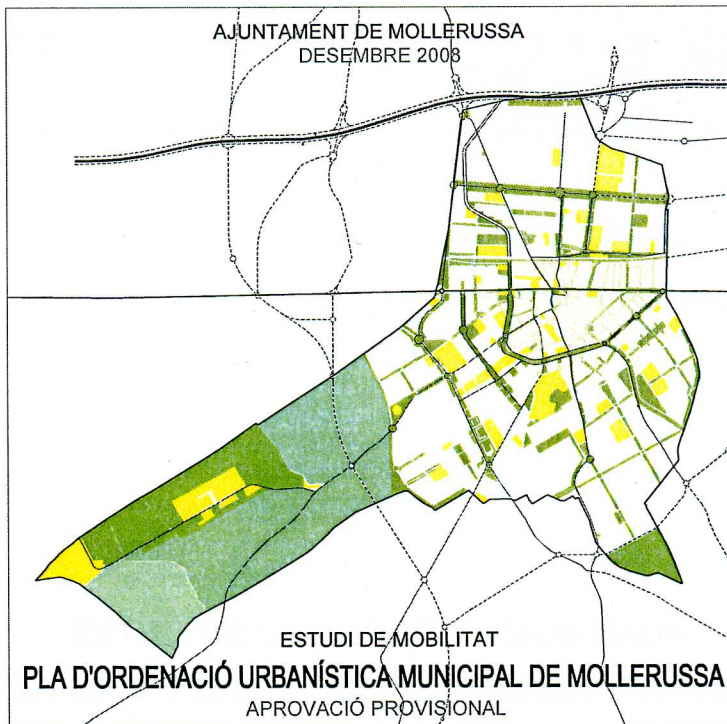 AJUNTAMENT DE MOLLERUSSA
DESEMBRE 2008
ESTUDI DE MOBILITAT
PLA D'ORDENACIÓ URBANÍSTICA MUNICIPAL DE MOLLERUSSA
APROVACIÓ PROVISIONAL